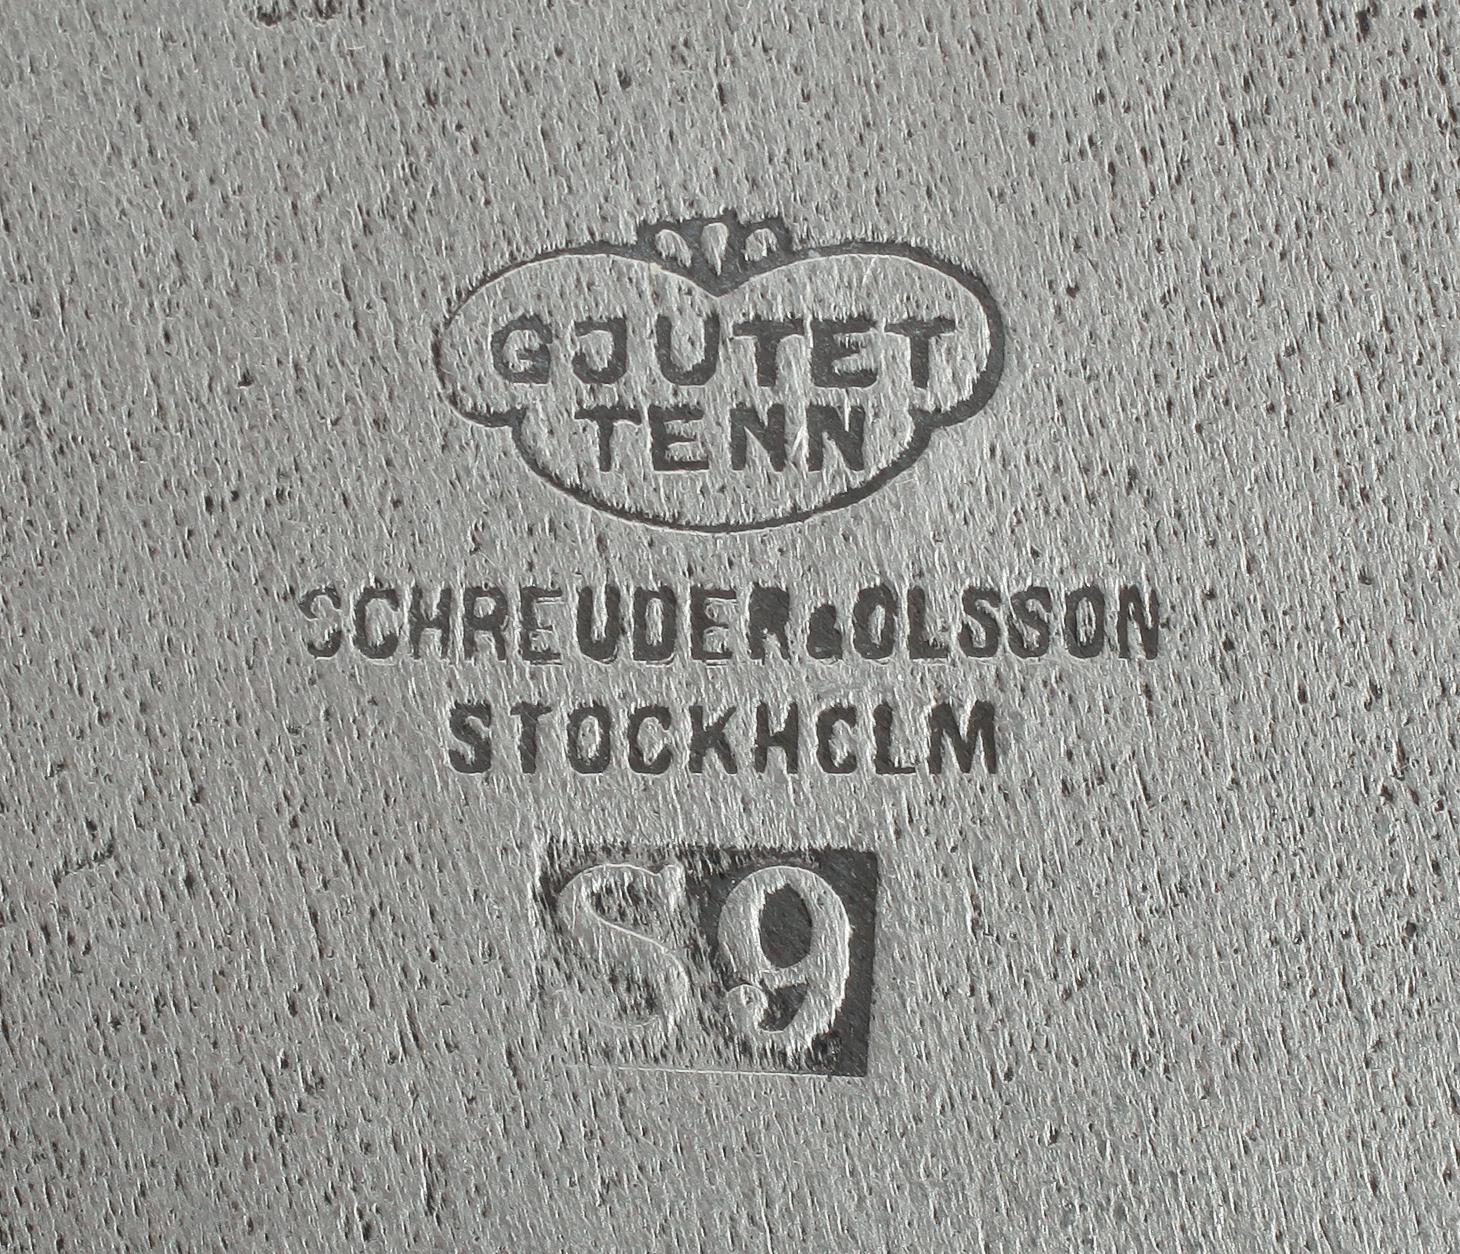 GJUTET
TENN
SCHREUDER & OLSSON
STOCKHOLM
S9